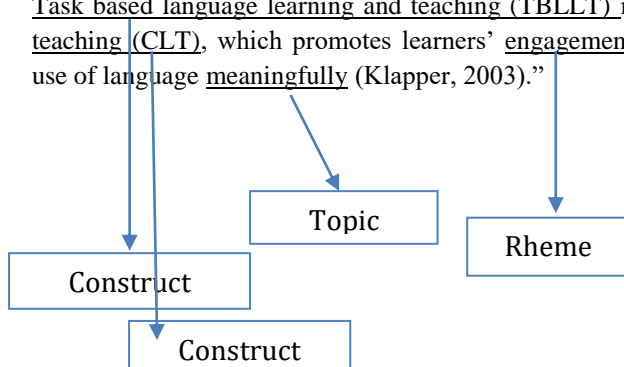 Task based language learning and teaching (TBLLT)
teaching (CLT), which promotes learners’ engagemen
use of language meaningfully (Klapper, 2003).”
Topic
Rheme
Construct
Construct